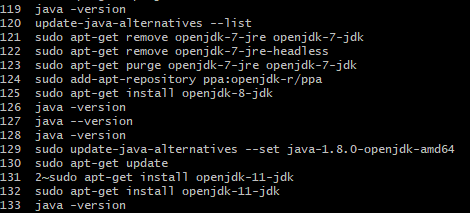 119 java -version
120 update-java-alternatives --list
121 sudo apt-get remove openjdk-7-jre openjdk-7-jdk
122 sudo apt-get remove openjdk-7-jre-headless
123 sudo apt-get purge openjdk-7-jre openjdk-7-jdk
124 sudo add-apt-repository ppa:openjdk-r/ppa
125 sudo apt-get install openjdk-8-jdk
126 java -version
127 java --version
128 java -version
129 sudo update-java-alternatives --set java-1.8.0-openjdk-amd64
130 sudo apt-get update
131 2~sudo apt-get install openjdk-11-jdk
132 sudo apt-get install openjdk-11-jdk
133 java -version